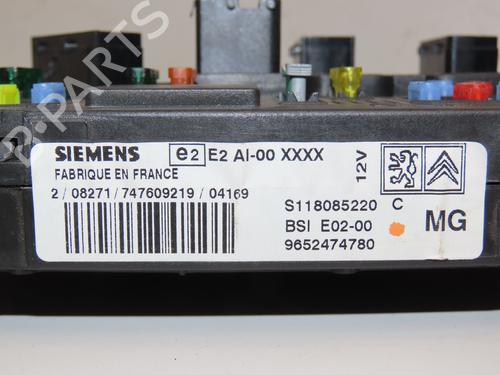 SIEMENS e2 E2 AI-00 XXXX
FABRIQUE EN FRANCE
2 / 08271 / 747609219 / 04169
12V
S118085220 C
BSI E02-00 MG
9652474780
B-PARTS